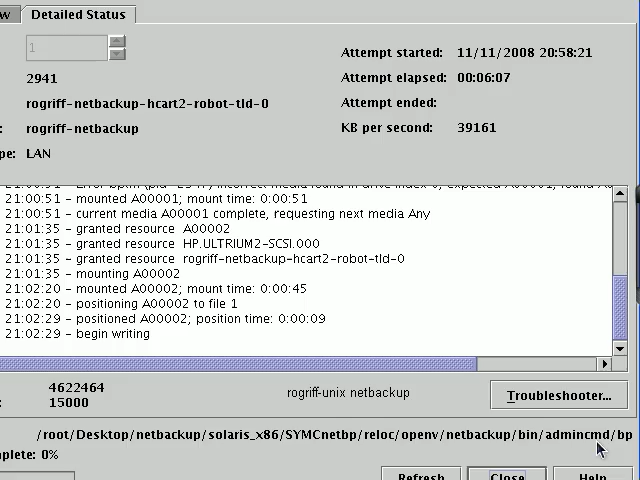 w Detailed Status
1
Attempt started: 11/11/2008 20:58:21
2941
Attempt elapsed: 00:06:07
rogriff-netbackup-hcart2-robot-tld-0
Attempt ended:
: rogriff-netbackup
KB per second: 39161
pe: LAN
21:00:51 - mounted A00001; mount time: 0:00:51
21:00:51 - current media A00001 complete, requesting next media Any
21:01:35 - granted resource A00002
21:01:35 - granted resource HP.ULTRIUM2-SCSI.000
21:01:35 - granted resource rogriff-netbackup-hcart2-robot-tld-0
21:01:35 - mounting A00002
21:02:20 - mounted A00002; mount time: 0:00:45
21:02:20 - positioning A00002 to file 1
21:02:29 - positioned A00002; position time: 0:00:09
21:02:29 - begin writing
4622464
rogriff-unix netbackup
Troubleshooter...
: 15000
/root/Desktop/netbackup/solaris_x86/SYMCnetbp/reloc/openv/netbackup/bin/admincmd/bp
nplete: 0%
Refresh Close Help